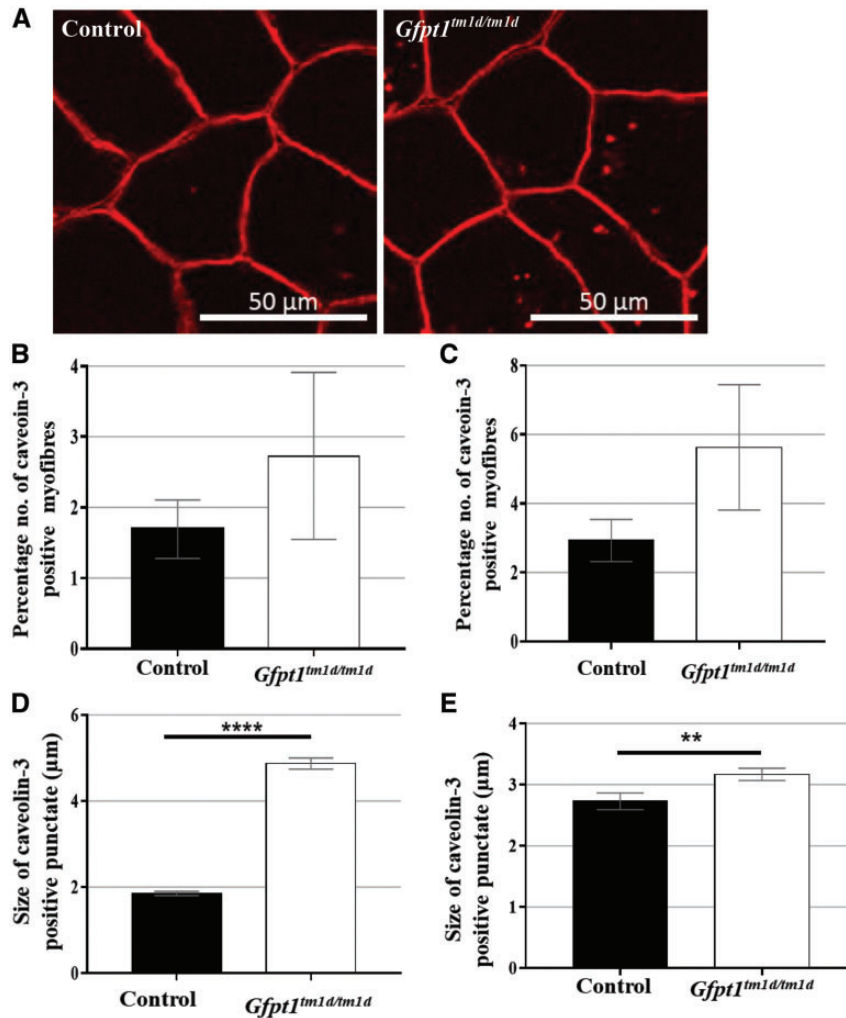 A
Control
Gfpt1tm1d/tm1d
50 µm
50 µm
B
Percentage no. of caveoin-3
positive myofibres
4
3
2
1
0
Control
Gfpt1tm1d/tm1d
C
Percentage no. of caveolin-3
positive myofibres
8
6
4
2
0
Control
Gfpt1tm1d/tm1d
D
Size of caveolin-3
positive punctate (µm)
6
4
2
0
****
Control
Gfpt1tm1d/tm1d
E
Size of caveolin-3
positive punctate (µm)
4
3
2
1
0
**
Control
Gfpt1tm1d/tm1d